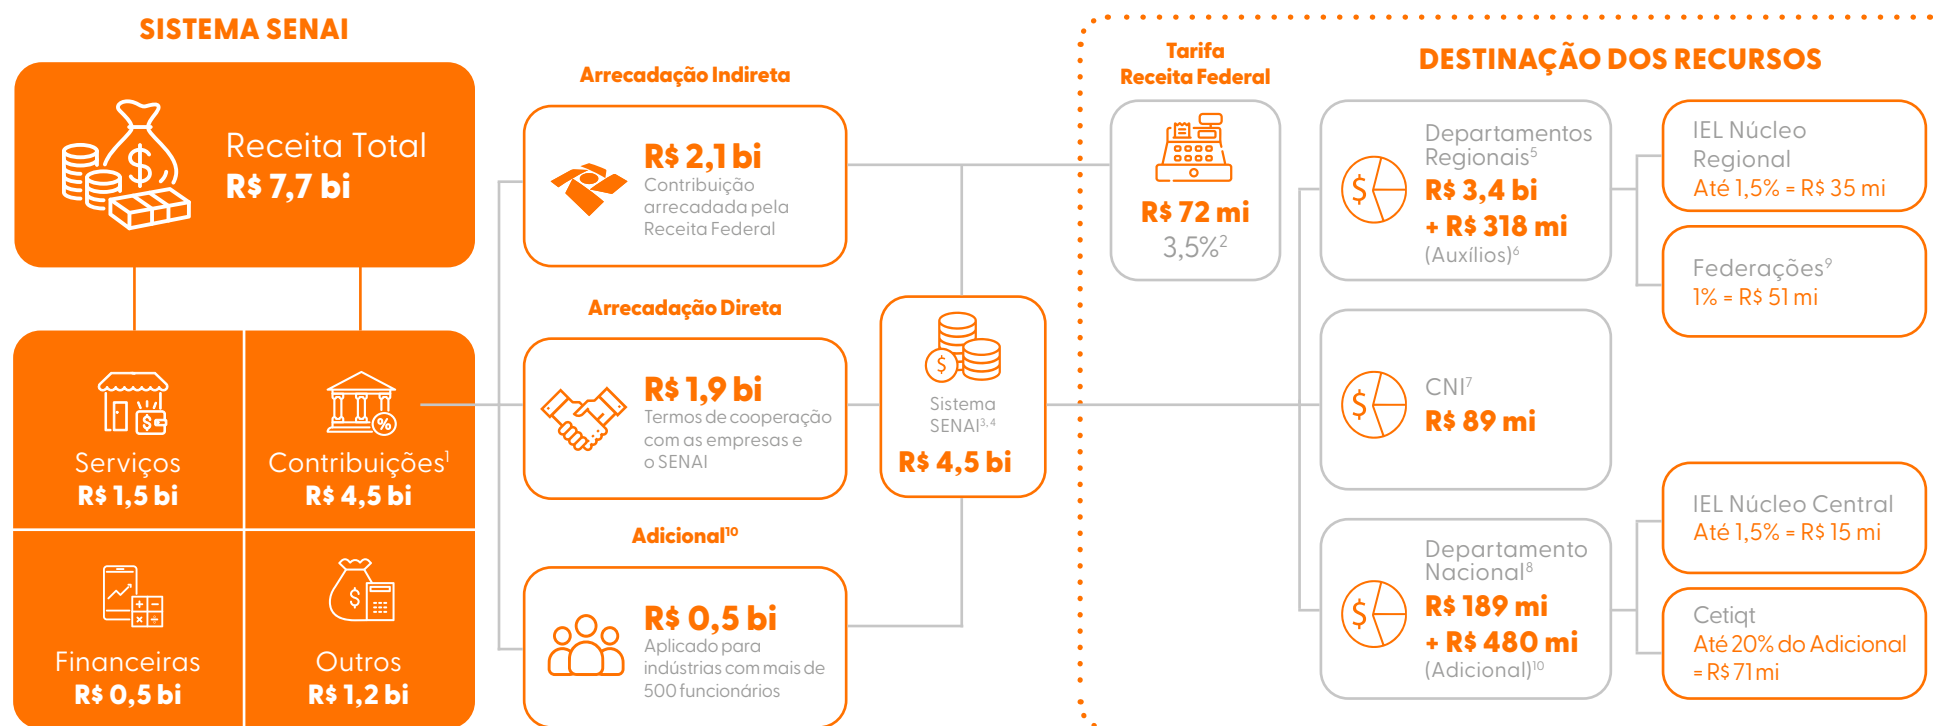 SISTEMA SENAI
Receita Total
R$ 7,7 bi
Serviços
R$ 1,5 bi
Contribuições¹
R$ 4,5 bi
Financeiras
R$ 0,5 bi
Outros
R$ 1,2 bi
Arrecadação Indireta
R$ 2,1 bi
Contribuição
arrecadada pela
Receita Federal
Arrecadação Direta
R$ 1,9 bi
Termos de cooperação
com as empresas e
o SENAI
Adicional¹⁰
R$ 0,5 bi
Aplicado para
indústrias com mais de
500 funcionários
Sistema
SENAI³,⁴
R$ 4,5 bi
Tarifa
Receita Federal
R$ 72 mi
3,5%²
DESTINAÇÃO DOS RECURSOS
Departamentos
Regionais⁵
R$ 3,4 bi
+ R$ 318 mi
(Auxílios)⁶
IEL Núcleo
Regional
Até 1,5% = R$ 35 mi
Federações⁹
1% = R$ 51 mi
CNI⁷
R$ 89 mi
Departamento
Nacional⁸
R$ 189 mi
+ R$ 480 mi
(Adicional)¹⁰
IEL Núcleo Central
Até 1,5% = R$ 15 mi
Cetiqt
Até 20% do Adicional
= R$ 71 mi